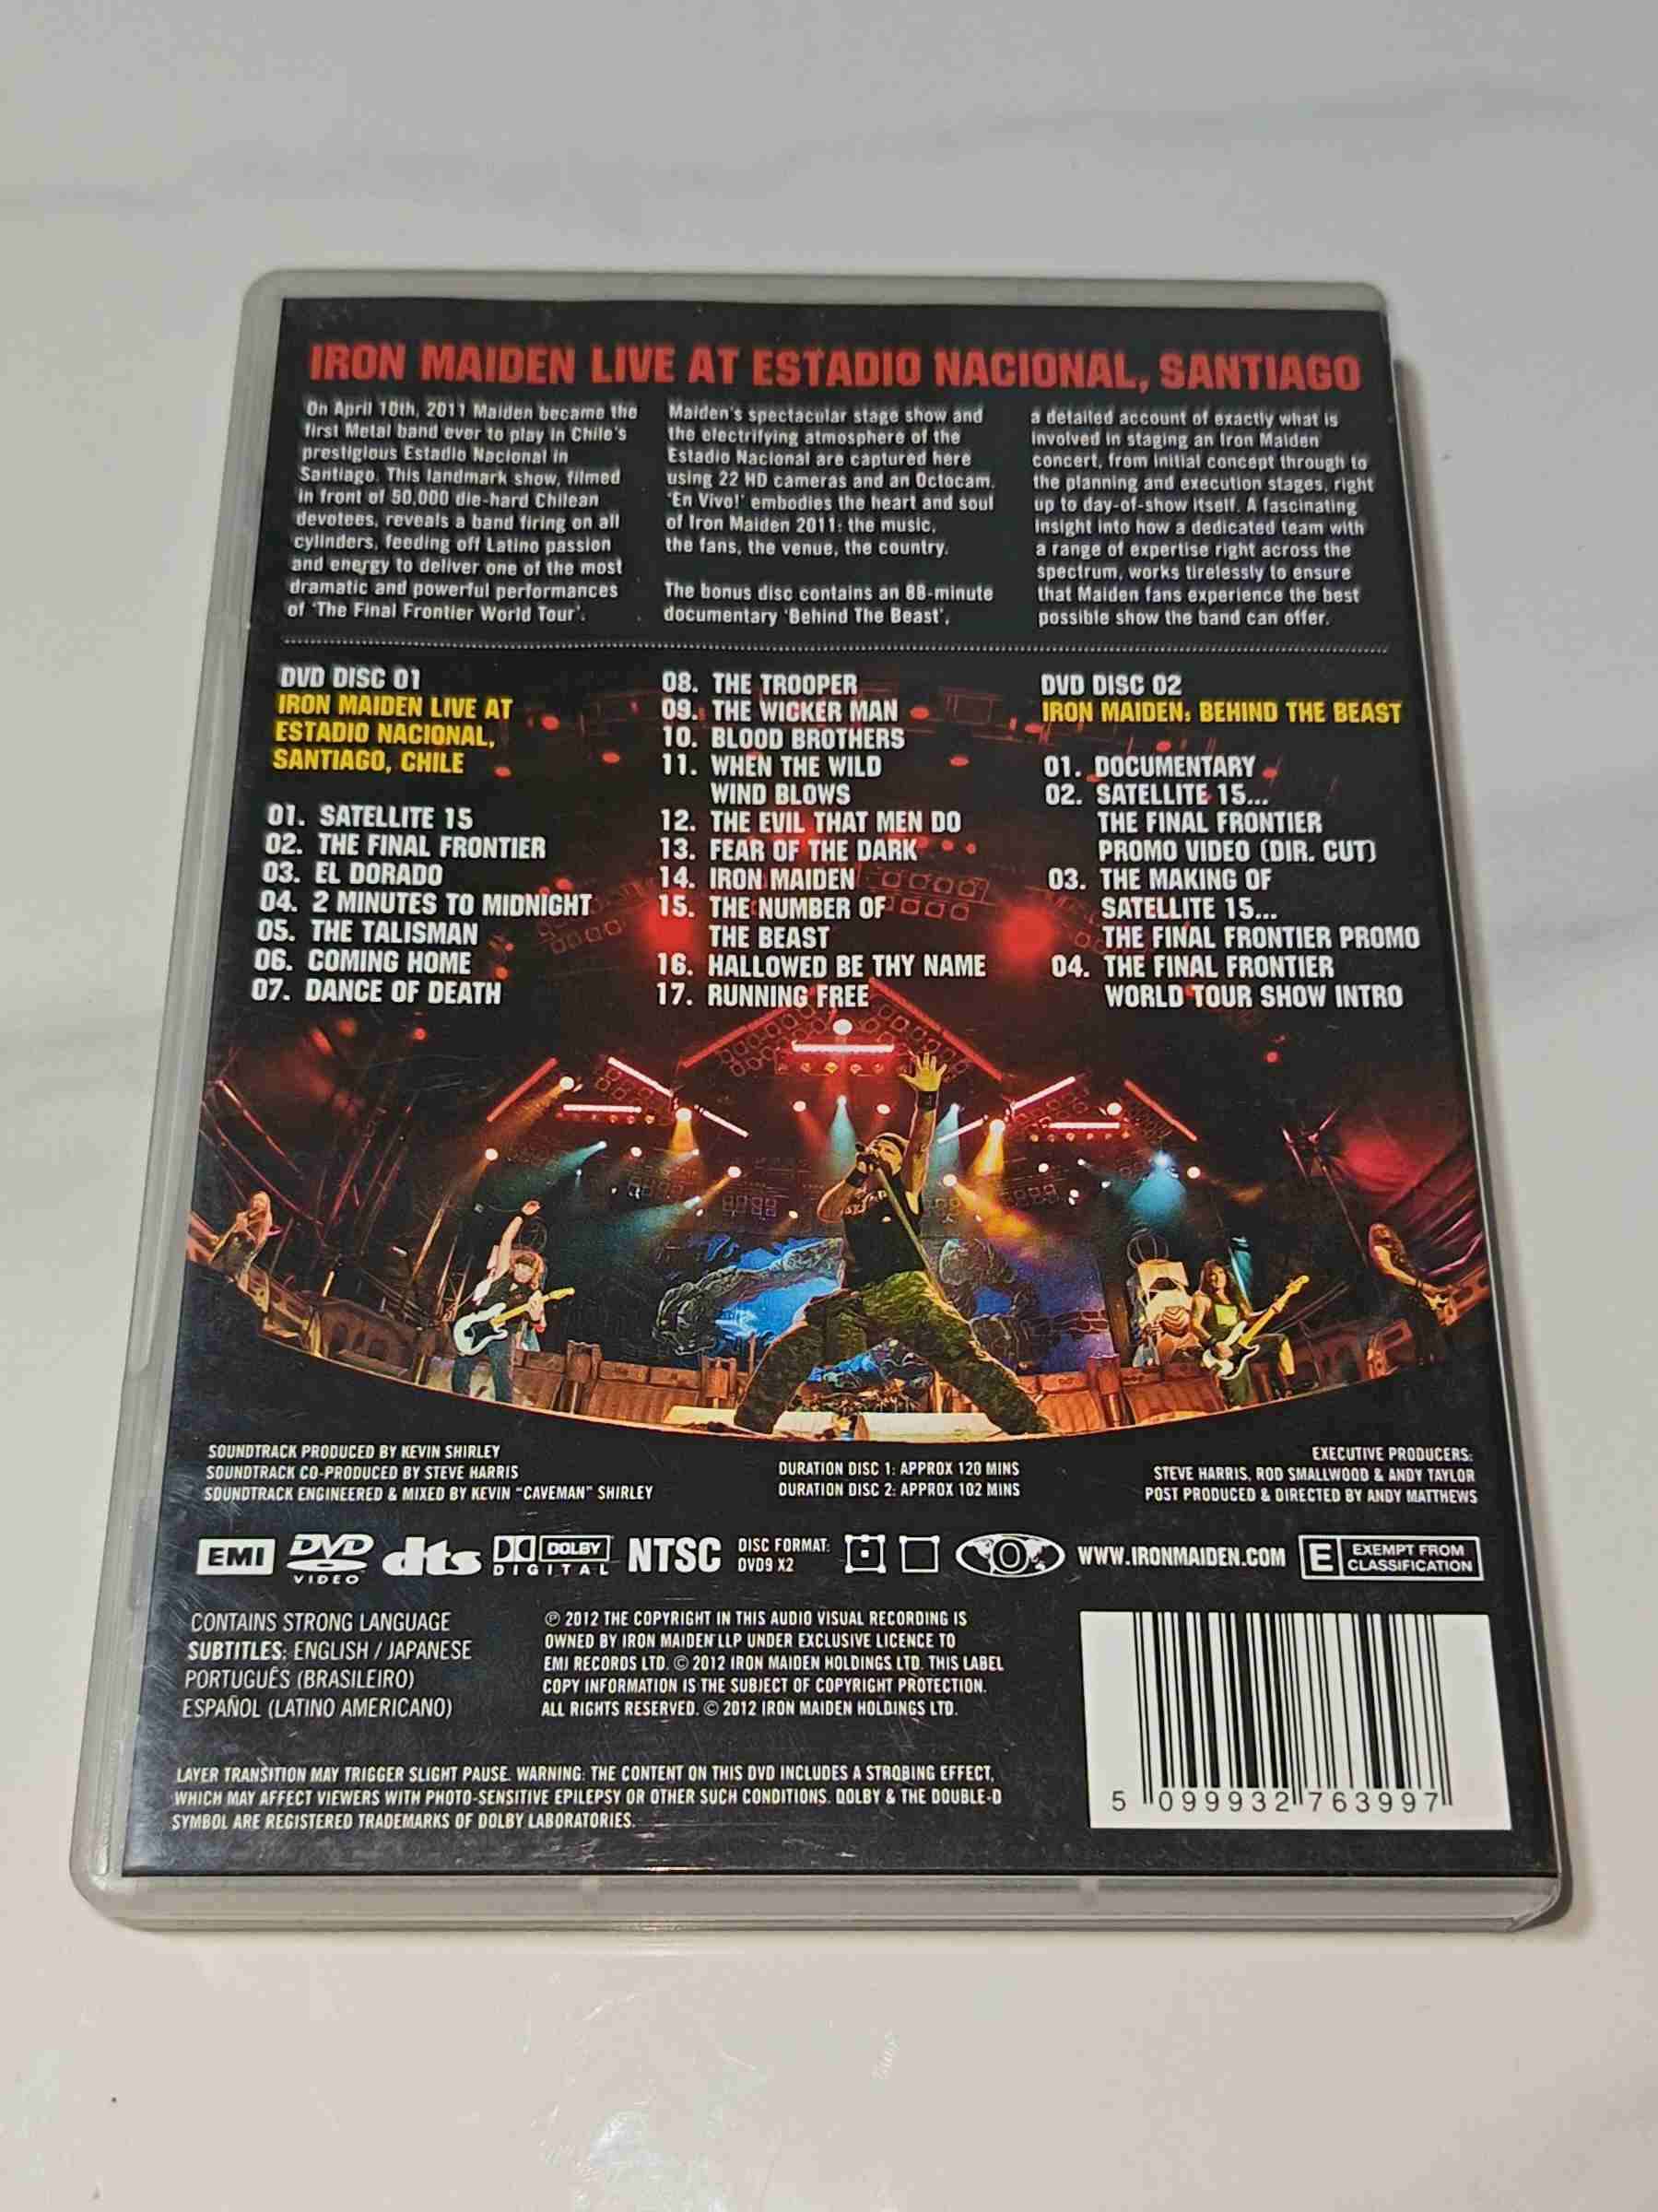 IRON MAIDEN LIVE AT ESTADIO NACIONAL, SANTIAGO
On April 10th, 2011 Maiden became the
first Metal band ever to play in Chile's
prestigious Estadio Nacional in
Santiago. This landmark show, filmed
in front of 50,000 die-hard Chilean
devotees, reveals a band firing on all
cylinders, feeding off Latino passion
and energy to deliver one of the most
dramatic and powerful performances
of 'The Final Frontier World Tour'.
Maiden's spectacular stage show and
the electrifying atmosphere of the
Estadio Nacional are captured here
using 22 HD cameras and an Octocam.
'En Vivo!' embodies the heart and soul
of Iron Maiden 2011: the music,
the fans, the venue, the country.
The bonus disc contains an 88-minute
documentary 'Behind The Beast',
a detailed account of exactly what is
involved in staging an Iron Maiden
concert, from initial concept through to
the planning and execution stages, right
up to day-of-show itself. A fascinating
insight into how a dedicated team with
a range of expertise right across the
spectrum, works tirelessly to ensure
that Maiden fans experience the best
possible show the band can offer.
DVD DISC 01
IRON MAIDEN LIVE AT
ESTADIO NACIONAL,
SANTIAGO, CHILE
01. SATELLITE 15
02. THE FINAL FRONTIER
03. EL DORADO
04. 2 MINUTES TO MIDNIGHT
05. THE TALISMAN
06. COMING HOME
07. DANCE OF DEATH
08. THE TROOPER
09. THE WICKER MAN
10. BLOOD BROTHERS
11. WHEN THE WILD
WIND BLOWS
12. THE EVIL THAT MEN DO
13. FEAR OF THE DARK
14. IRON MAIDEN
15. THE NUMBER OF
THE BEAST
16. HALLOWED BE THY NAME
17. RUNNING FREE
DVD DISC 02
IRON MAIDEN: BEHIND THE BEAST
01. DOCUMENTARY
02. SATELLITE 15...
THE FINAL FRONTIER
PROMO VIDEO (DIR. CUT)
03. THE MAKING OF
SATELLITE 15...
THE FINAL FRONTIER PROMO
04. THE FINAL FRONTIER
WORLD TOUR SHOW INTRO
SOUNDTRACK PRODUCED BY KEVIN SHIRLEY
SOUNDTRACK CO-PRODUCED BY STEVE HARRIS
SOUNDTRACK ENGINEERED & MIXED BY KEVIN "CAVEMAN" SHIRLEY
DURATION DISC 1: APPROX 120 MINS
DURATION DISC 2: APPROX 102 MINS
EXECUTIVE PRODUCERS:
STEVE HARRIS, ROD SMALLWOOD & ANDY TAYLOR
POST PRODUCED & DIRECTED BY ANDY MATTHEWS
EMI
DVD
VIDEO
dts
DOLBY
DIGITAL
NTSC
DISC FORMAT:
DVD9 X2
0
WWW.IRONMAIDEN.COM
E
EXEMPT FROM
CLASSIFICATION
CONTAINS STRONG LANGUAGE
SUBTITLES: ENGLISH / JAPANESE
PORTUGUÊS (BRASILEIRO)
ESPAÑOL (LATINO AMERICANO)
℗ 2012 THE COPYRIGHT IN THIS AUDIO VISUAL RECORDING IS
OWNED BY IRON MAIDEN LLP UNDER EXCLUSIVE LICENCE TO
EMI RECORDS LTD. © 2012 IRON MAIDEN HOLDINGS LTD. THIS LABEL
COPY INFORMATION IS THE SUBJECT OF COPYRIGHT PROTECTION.
ALL RIGHTS RESERVED. © 2012 IRON MAIDEN HOLDINGS LTD.
LAYER TRANSITION MAY TRIGGER SLIGHT PAUSE. WARNING: THE CONTENT ON THIS DVD INCLUDES A STROBING EFFECT,
WHICH MAY AFFECT VIEWERS WITH PHOTO-SENSITIVE EPILEPSY OR OTHER SUCH CONDITIONS. DOLBY & THE DOUBLE-D
SYMBOL ARE REGISTERED TRADEMARKS OF DOLBY LABORATORIES.
5 099932 763997